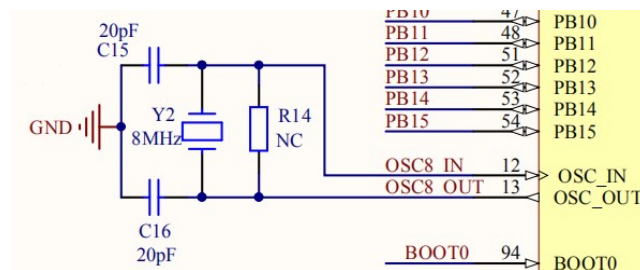 PB10 47 PB10
20pF
C15
PB11 48 PB11
PB12 51 PB12
PB13 52 PB13
Y2 R14 PB14 53 PB14
GND 8MHz NC PB15 54 PB15
OSC8_IN 12 OSC_IN
OSC8_OUT 13 OSC_OUT
C16
20pF
BOOT0 94 BOOT0